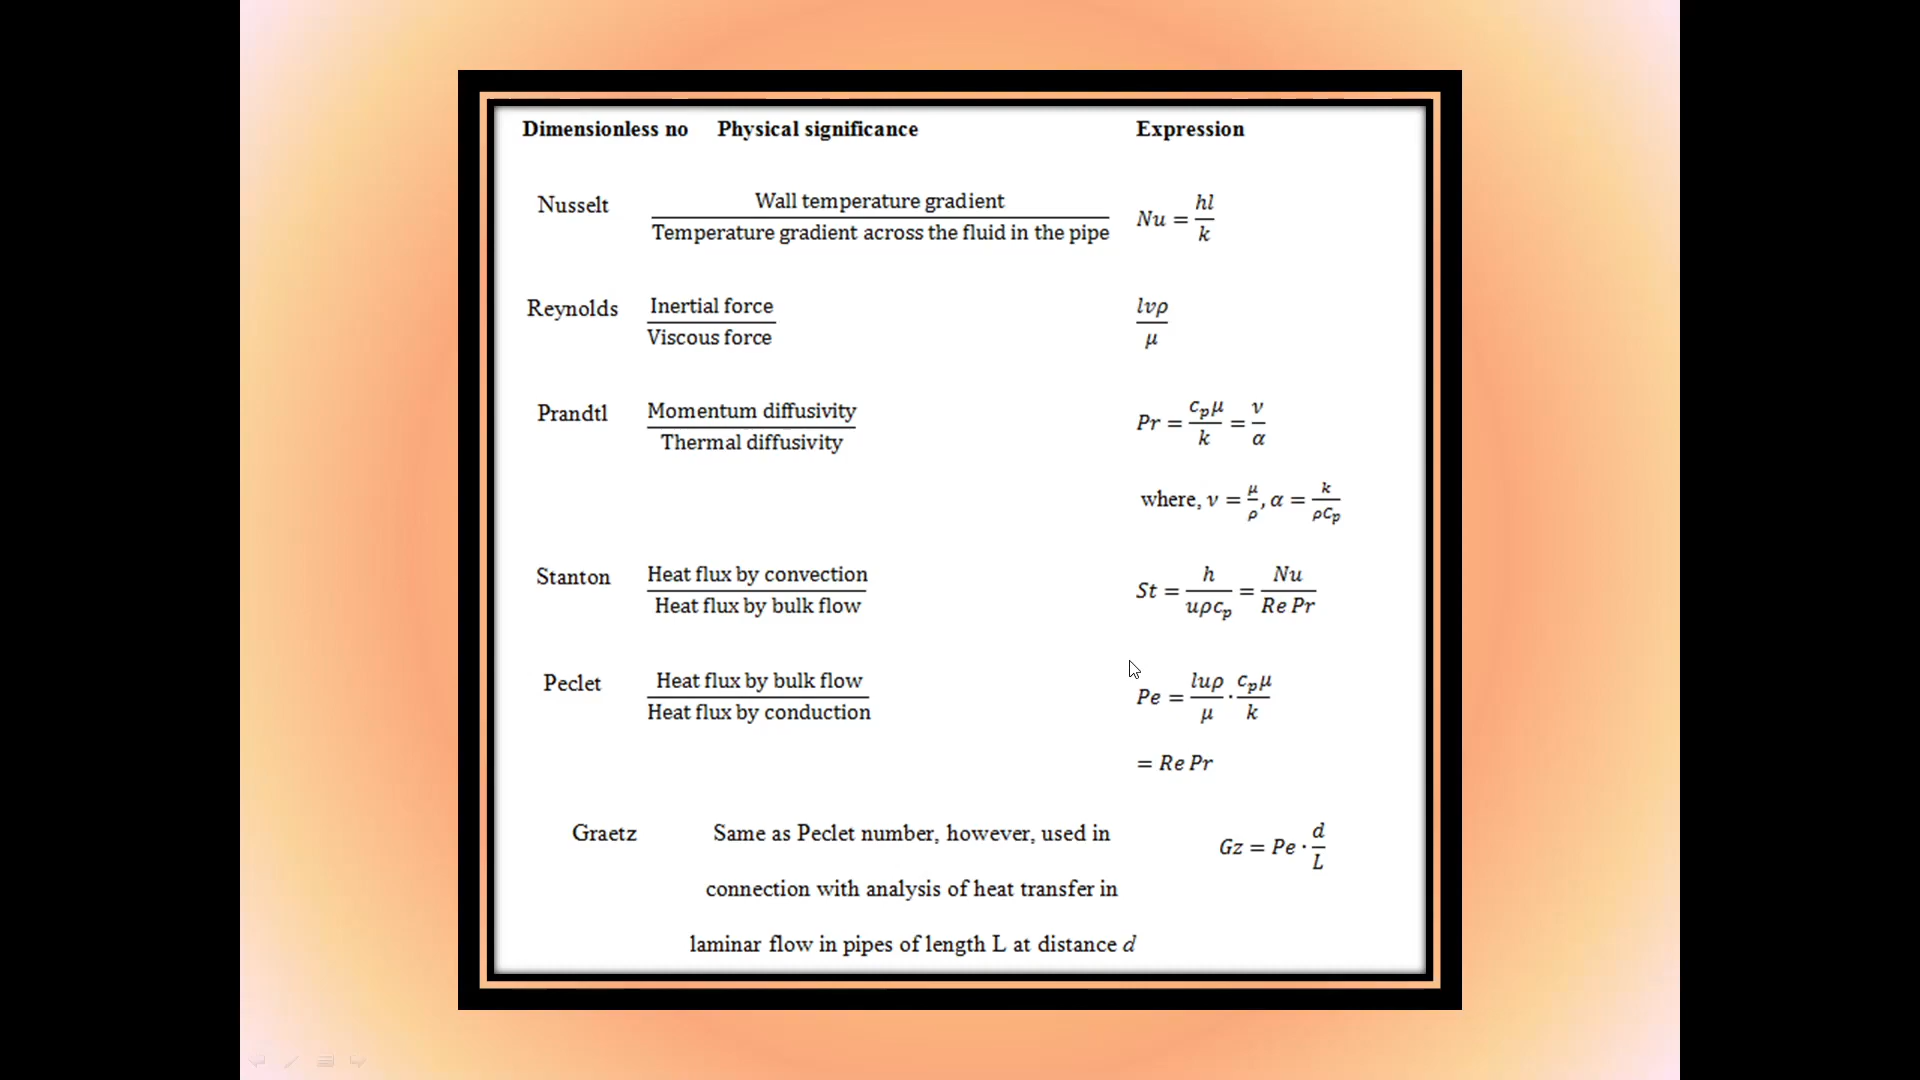 Dimensionless no Physical significance Expression
Nusselt Wall temperature gradient / Temperature gradient across the fluid in the pipe Nu = hl/k
Reynolds Inertial force / Viscous force lvρ/μ
Prandtl Momentum diffusivity / Thermal diffusivity Pr = cₚμ/k = ν/α
where, ν = μ/ρ, α = k/ρcₚ
Stanton Heat flux by convection / Heat flux by bulk flow St = h/uρcₚ = Nu/Re Pr
Peclet Heat flux by bulk flow / Heat flux by conduction Pe = luρ/μ · cₚμ/k
= Re Pr
Graetz Same as Peclet number, however, used in Gz = Pe · d/L
connection with analysis of heat transfer in
laminar flow in pipes of length L at distance d